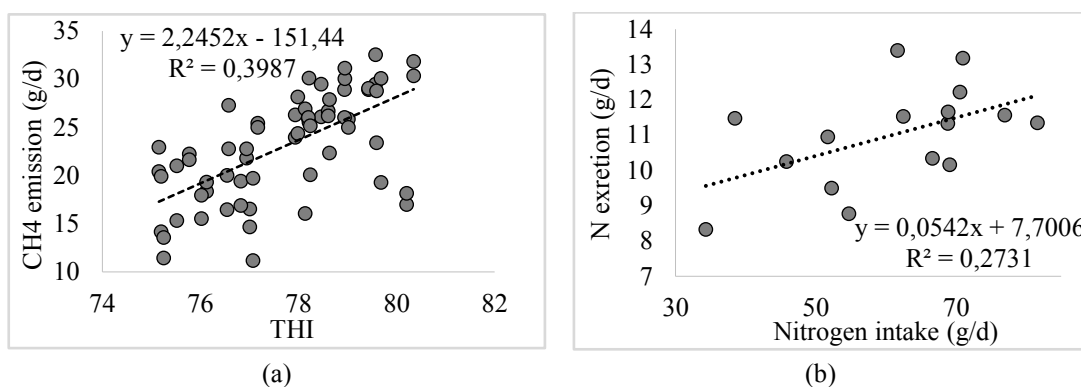 35
30
25
20
15
10
CH4 emission (g/d)
y = 2,2452x - 151,44
R² = 0,3987
74
76
78
80
82
THI
(a)
14
13
12
11
10
9
8
7
N exretion (g/d)
y = 0,0542x + 7,7006
R² = 0,2731
30
50
70
Nitrogen intake (g/d)
(b)